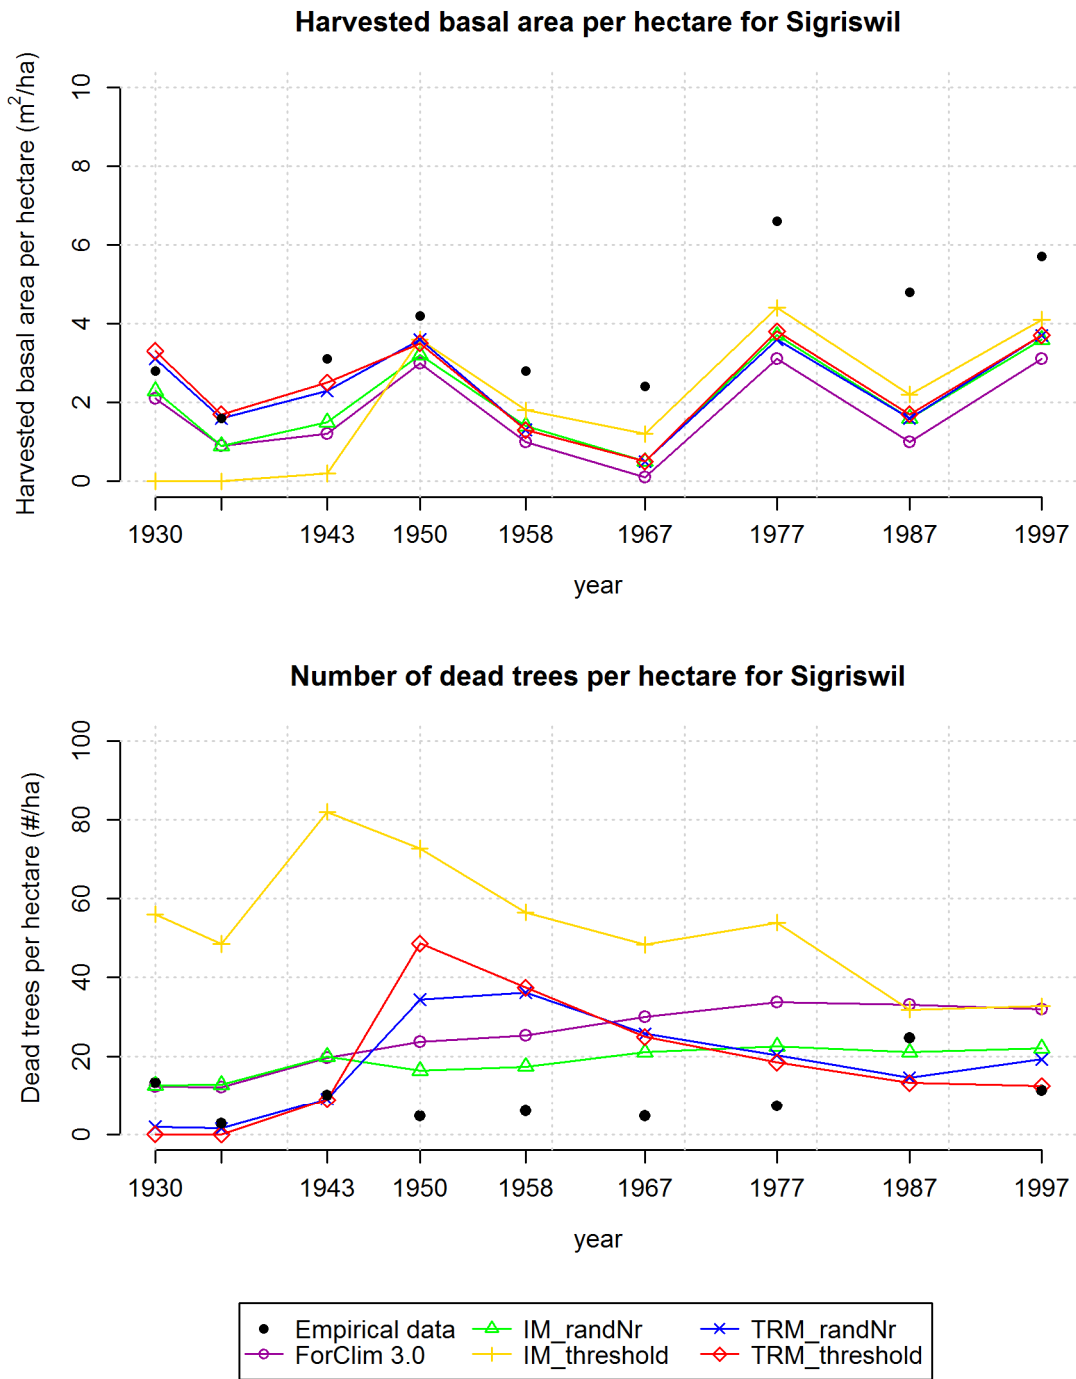 Harvested basal area per hectare for Sigriswil
Harvested basal area per hectare (m²/ha)
10
8
6
4
2
0
1930 1943 1950 1958 1967 1977 1987 1997
year
Number of dead trees per hectare for Sigriswil
Dead trees per hectare (#/ha)
100
80
60
40
20
0
1930 1943 1950 1958 1967 1977 1987 1997
year
Empirical data IM_randNr TRM_randNr
ForClim 3.0 IM_threshold TRM_threshold